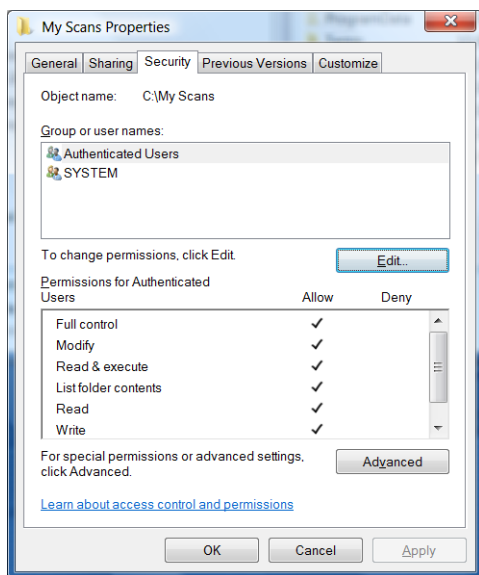 My Scans Properties
General Sharing Security Previous Versions Customize
Object name: C:\My Scans
Group or user names:
Authenticated Users
SYSTEM
To change permissions, click Edit.
Edit...
Permissions for Authenticated
Users Allow Deny
Full control
Modify
Read & execute
List folder contents
Read
Write
For special permissions or advanced settings,
click Advanced.
Advanced
Learn about access control and permissions
OK Cancel Apply